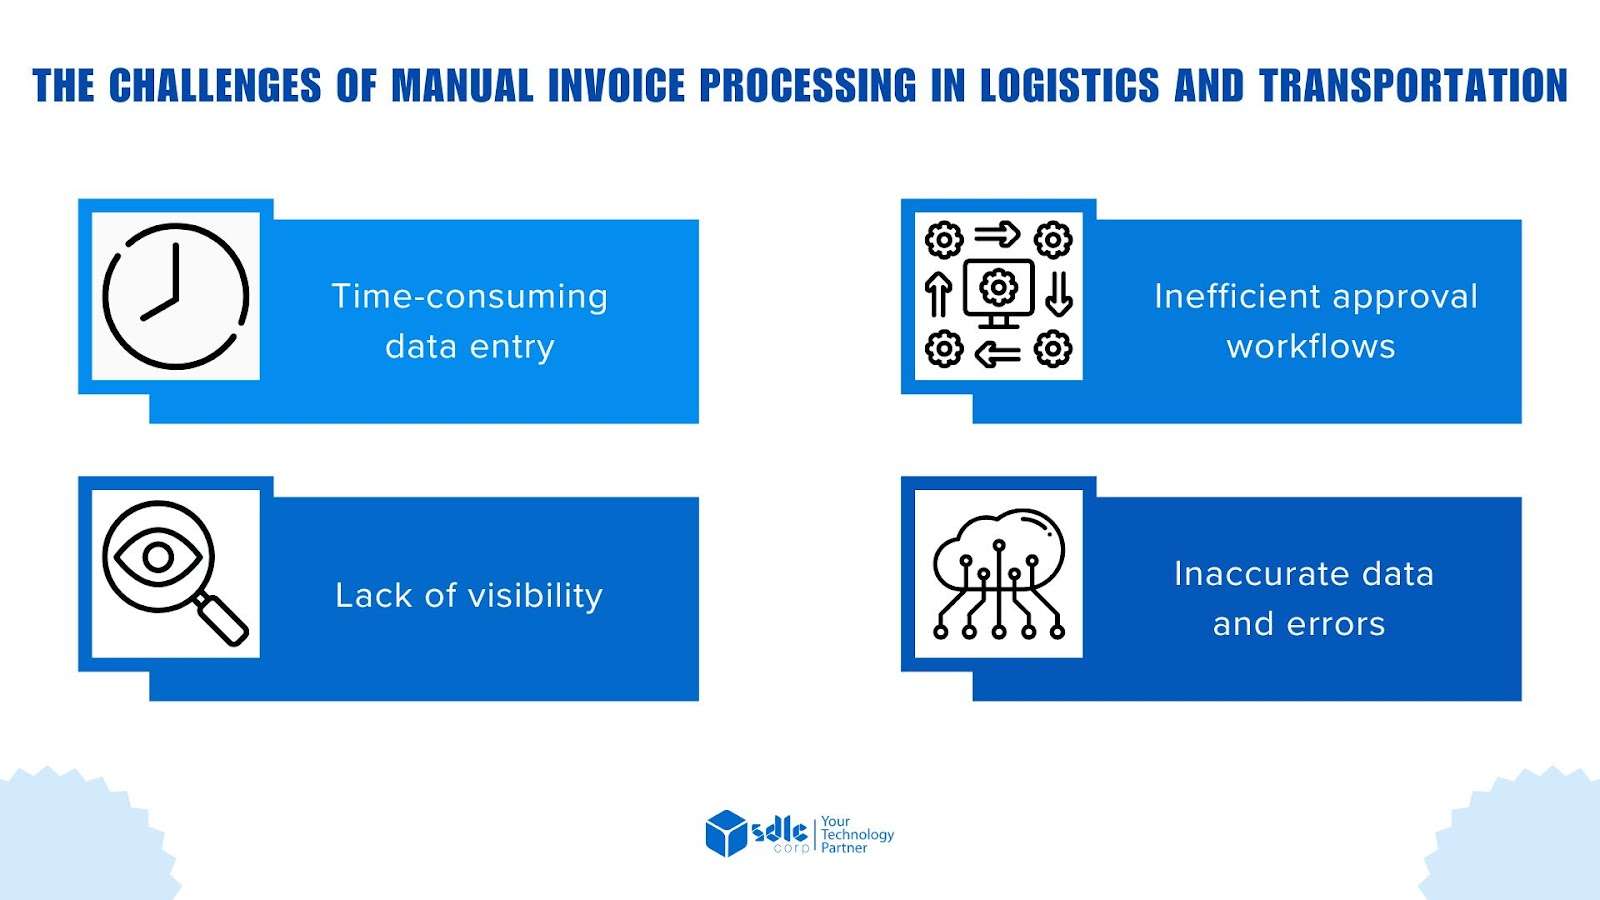 THE CHALLENGES OF MANUAL INVOICE PROCESSING IN LOGISTICS AND TRANSPORTATION
Time-consuming
data entry
Inefficient approval
workflows
Lack of visibility
Inaccurate data
and errors
sdlc
corp
Your
Technology
Partner